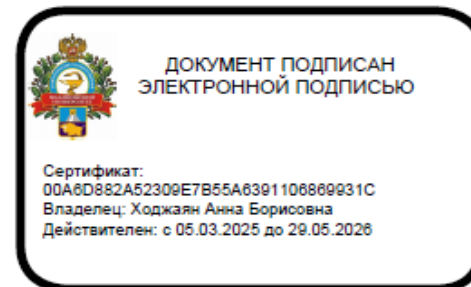 ДОКУМЕНТ ПОДПИСАН
ЭЛЕКТРОННОЙ ПОДПИСЬЮ
Сертификат:
00A6D882A52309E7B55A6391106869931C
Владелец: Ходжаян Анна Борисовна
Действителен: с 05.03.2025 до 29.05.2026